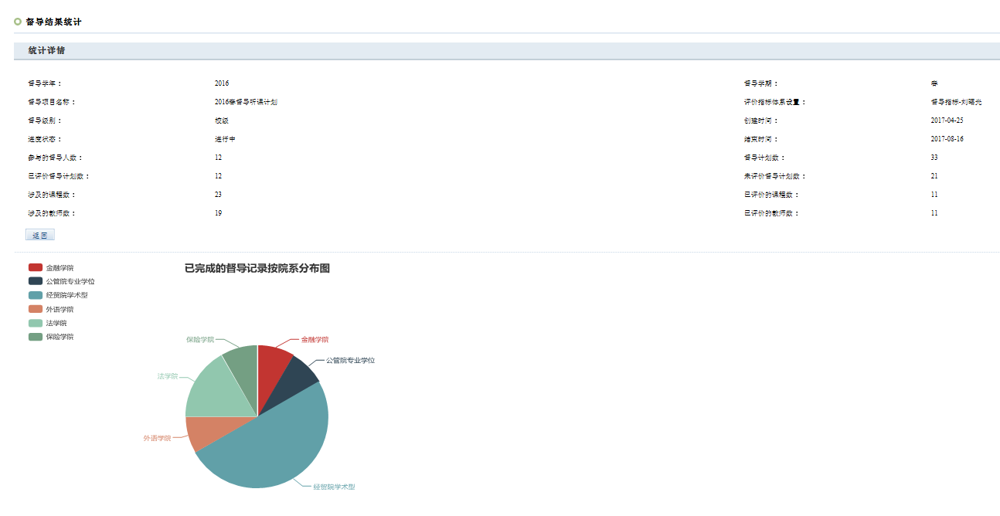 督导结果统计
统计详情
督导学年： 2016 督导学期： 春
督导项目名称： 2016春督导听课计划 评价指标体系设置： 督导指标-刘曙光
督导级别： 校级 创建时间： 2017-04-25
进度状态： 进行中 结束时间： 2017-08-16
参与的督导人数： 12 督导计划数： 33
已评价督导计划数： 12 未评价督导计划数： 21
涉及的课程数： 23 已评价的课程数： 11
涉及的教师数： 19 已评价的教师数： 11
返回
已完成的督导记录按院系分布图
金融学院
公管院专业学位
经贸院学术型
外语学院
法学院
保险学院
保险学院
金融学院
公管院专业学位
法学院
外语学院
经贸院学术型